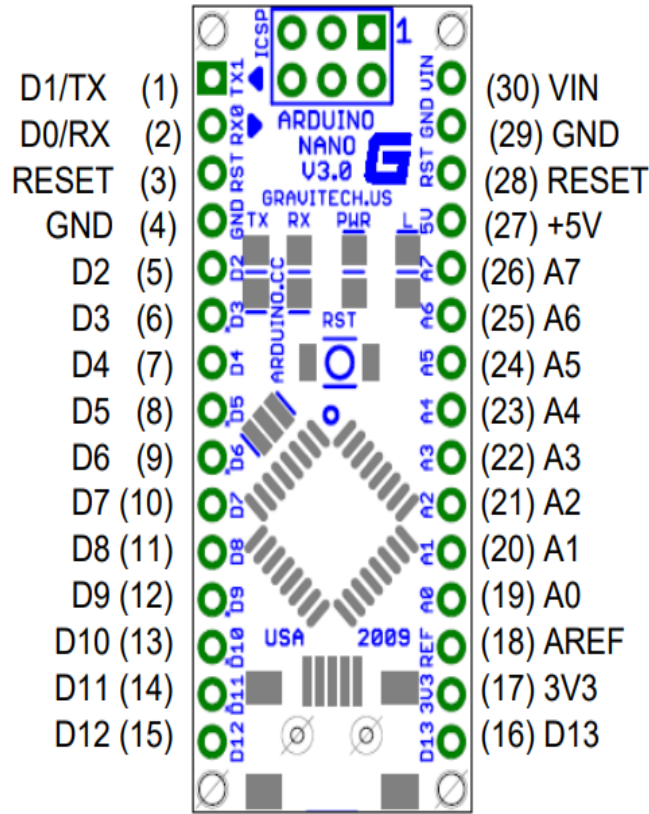 ICSP
1
D1/TX (1) TX1 VIN (30) VIN
D0/RX (2) RX0 ARDUINO GND (29) GND
NANO
V3.0 G
RESET (3) RST RST (28) RESET
GRAVITECH.US
GND (4) GND TX RX PWR L 5V (27) +5V
D2 (5) D2 A7 (26) A7
ARDUINO.CC
D3 (6) D3 RST A6 (25) A6
D4 (7) D4 A5 (24) A5
D5 (8) D5 A4 (23) A4
D6 (9) D6 A3 (22) A3
D7 (10) D7 A2 (21) A2
D8 (11) D8 A1 (20) A1
D9 (12) D9 A0 (19) A0
D10 (13) D10 USA 2009 REF (18) AREF
D11 (14) D11 3V3 (17) 3V3
D12 (15) D12 D13 (16) D13